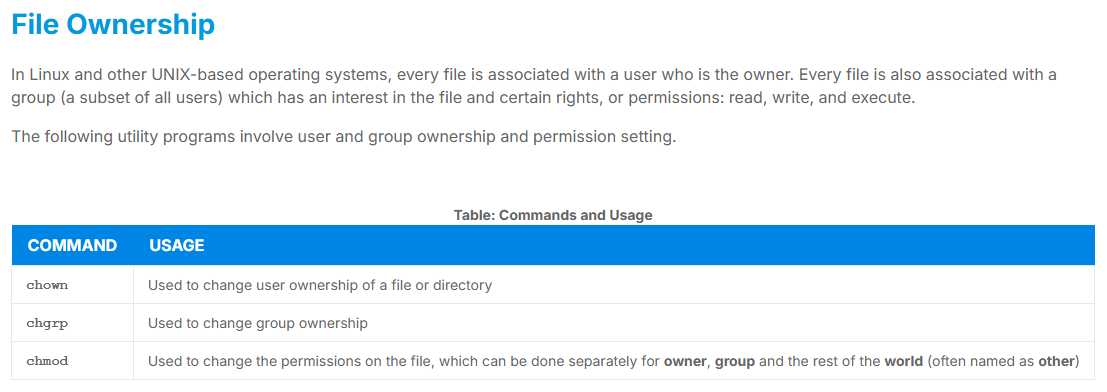 File Ownership
In Linux and other UNIX-based operating systems, every file is associated with a user who is the owner. Every file is also associated with a
group (a subset of all users) which has an interest in the file and certain rights, or permissions: read, write, and execute.
The following utility programs involve user and group ownership and permission setting.
Table: Commands and Usage
COMMAND USAGE
chown Used to change user ownership of a file or directory
chgrp Used to change group ownership
chmod Used to change the permissions on the file, which can be done separately for owner, group and the rest of the world (often named as other)